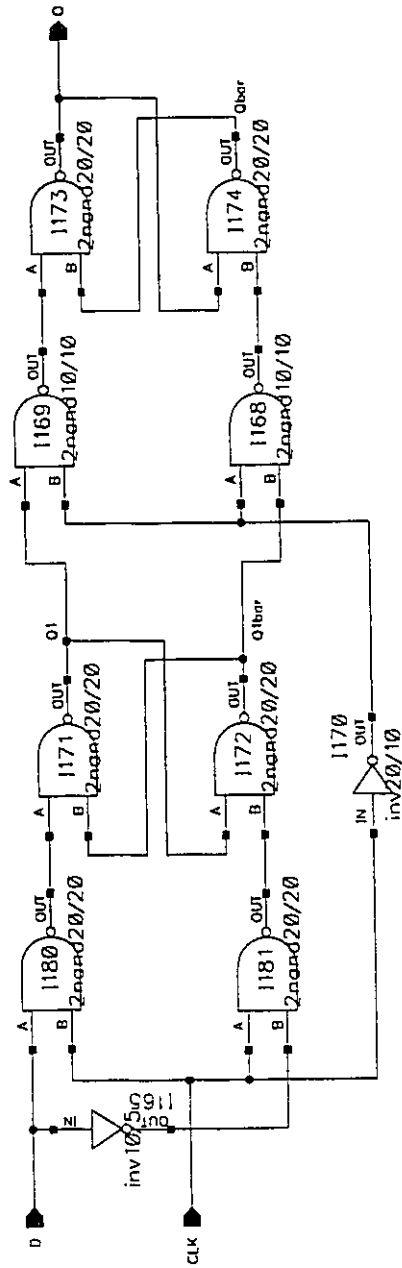 D
CLK
IN
OUT
inv10/5
I165
A
B
OUT
I180
2nand20/20
A
B
OUT
I181
2nand20/20
A
B
OUT
I171
2nand20/20
A
B
OUT
I172
2nand20/20
Q1
Q1bar
IN
OUT
I170
inv20/10
A
B
OUT
I169
2nand10/10
A
B
OUT
I168
2nand10/10
A
B
OUT
I173
2nand20/20
A
B
OUT
I174
2nand20/20
Qbar
Q